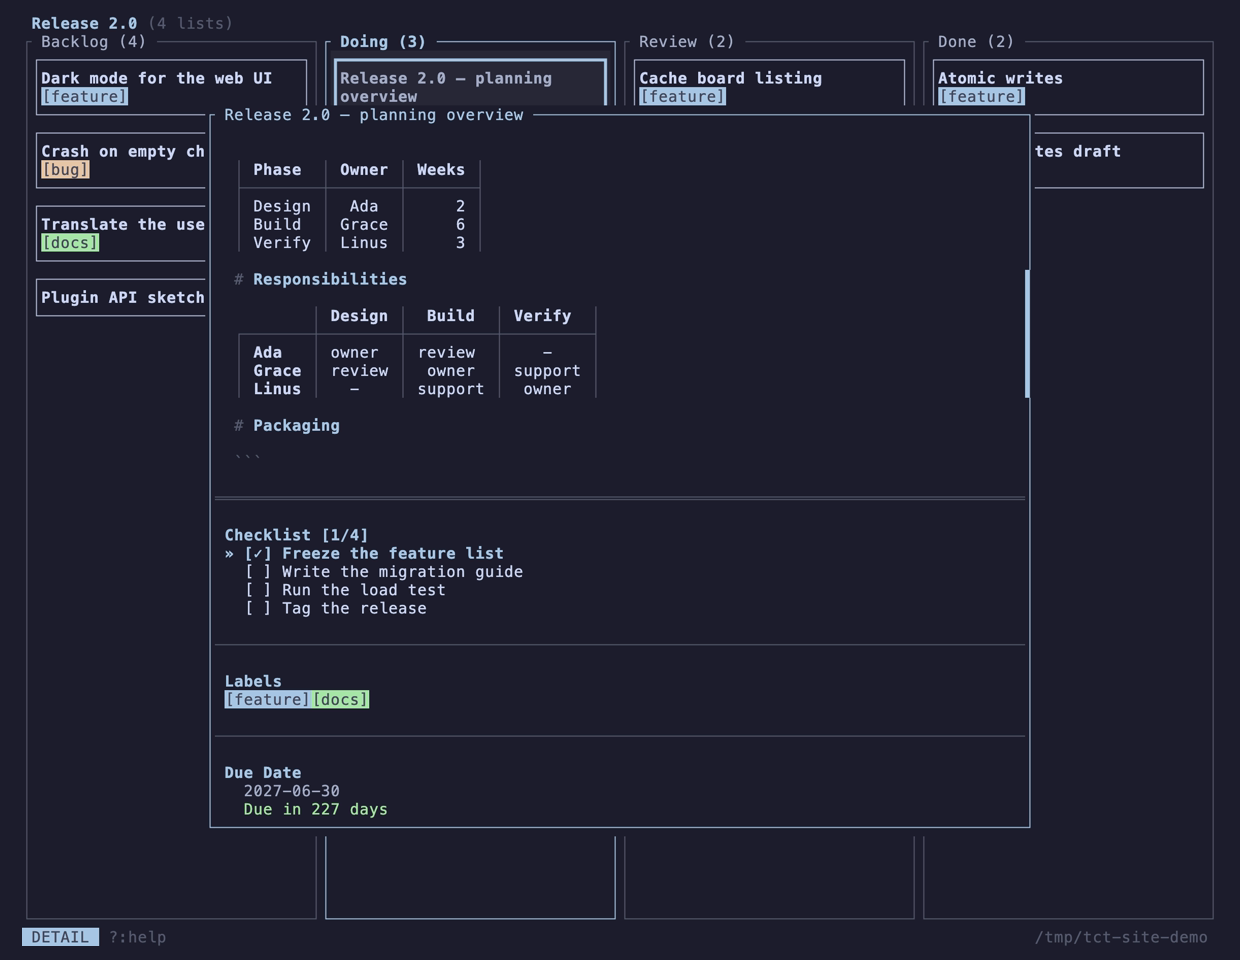 Release 2.0 (4 lists)
Backlog (4)
Doing (3)
Review (2)
Done (2)
Dark mode for the web UI
[feature]
Release 2.0 – planning
overview
Cache board listing
[feature]
Atomic writes
[feature]
Crash on empty ch
[bug]
tes draft
Translate the use
[docs]
Plugin API sketch
Release 2.0 – planning overview
Phase Owner Weeks
Design Ada 2
Build Grace 6
Verify Linus 3
# Responsibilities
Design Build Verify
Ada owner review –
Grace review owner support
Linus – support owner
# Packaging
```
Checklist [1/4]
» [✓] Freeze the feature list
[ ] Write the migration guide
[ ] Run the load test
[ ] Tag the release
Labels
[feature][docs]
Due Date
2027-06-30
Due in 227 days
DETAIL ?:help
/tmp/tct-site-demo